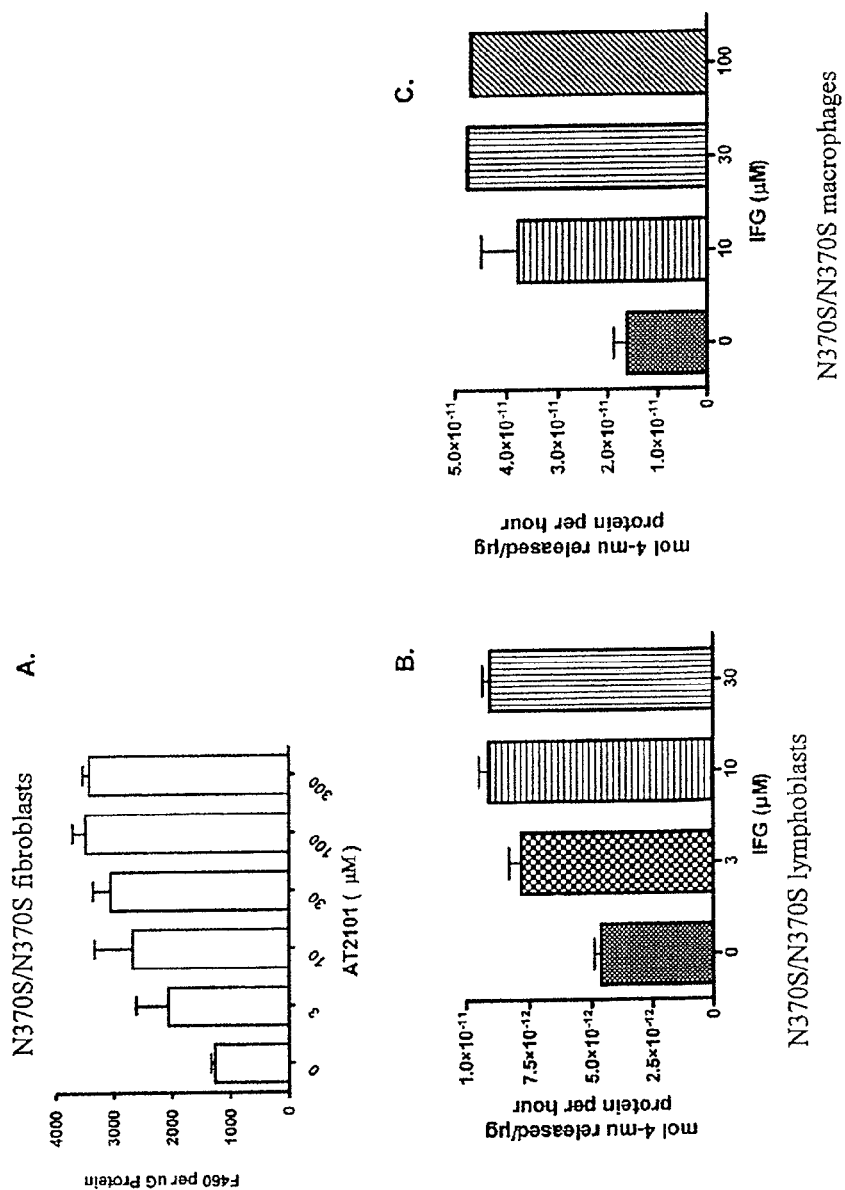 N370S/N370S fibroblasts
A.
F460 per uG Protein
4000
3000
2000
1000
0
0
3
10
30
100
300
AT2101 ( µM)
B.
mol 4-mu released/µg
protein per hour
1.0×10-11
7.5×10-12
5.0×10-12
2.5×10-12
0
0
3
10
30
IFG (µM)
N370S/N370S lymphoblasts
C.
mol 4-mu released/µg
protein per hour
5.0×10-11
4.0×10-11
3.0×10-11
2.0×10-11
1.0×10-11
0
0
10
30
100
IFG (µM)
N370S/N370S macrophages